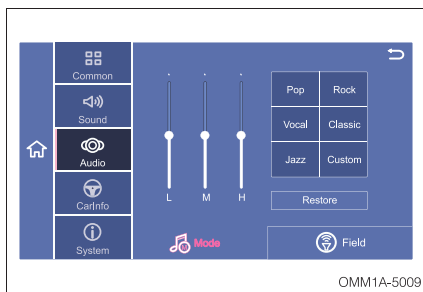 Common
Sound
Audio
CarInfo
System
L M H
Mode
Pop Rock
Vocal Classic
Jazz Custom
Restore
Field
OMM1A-5009